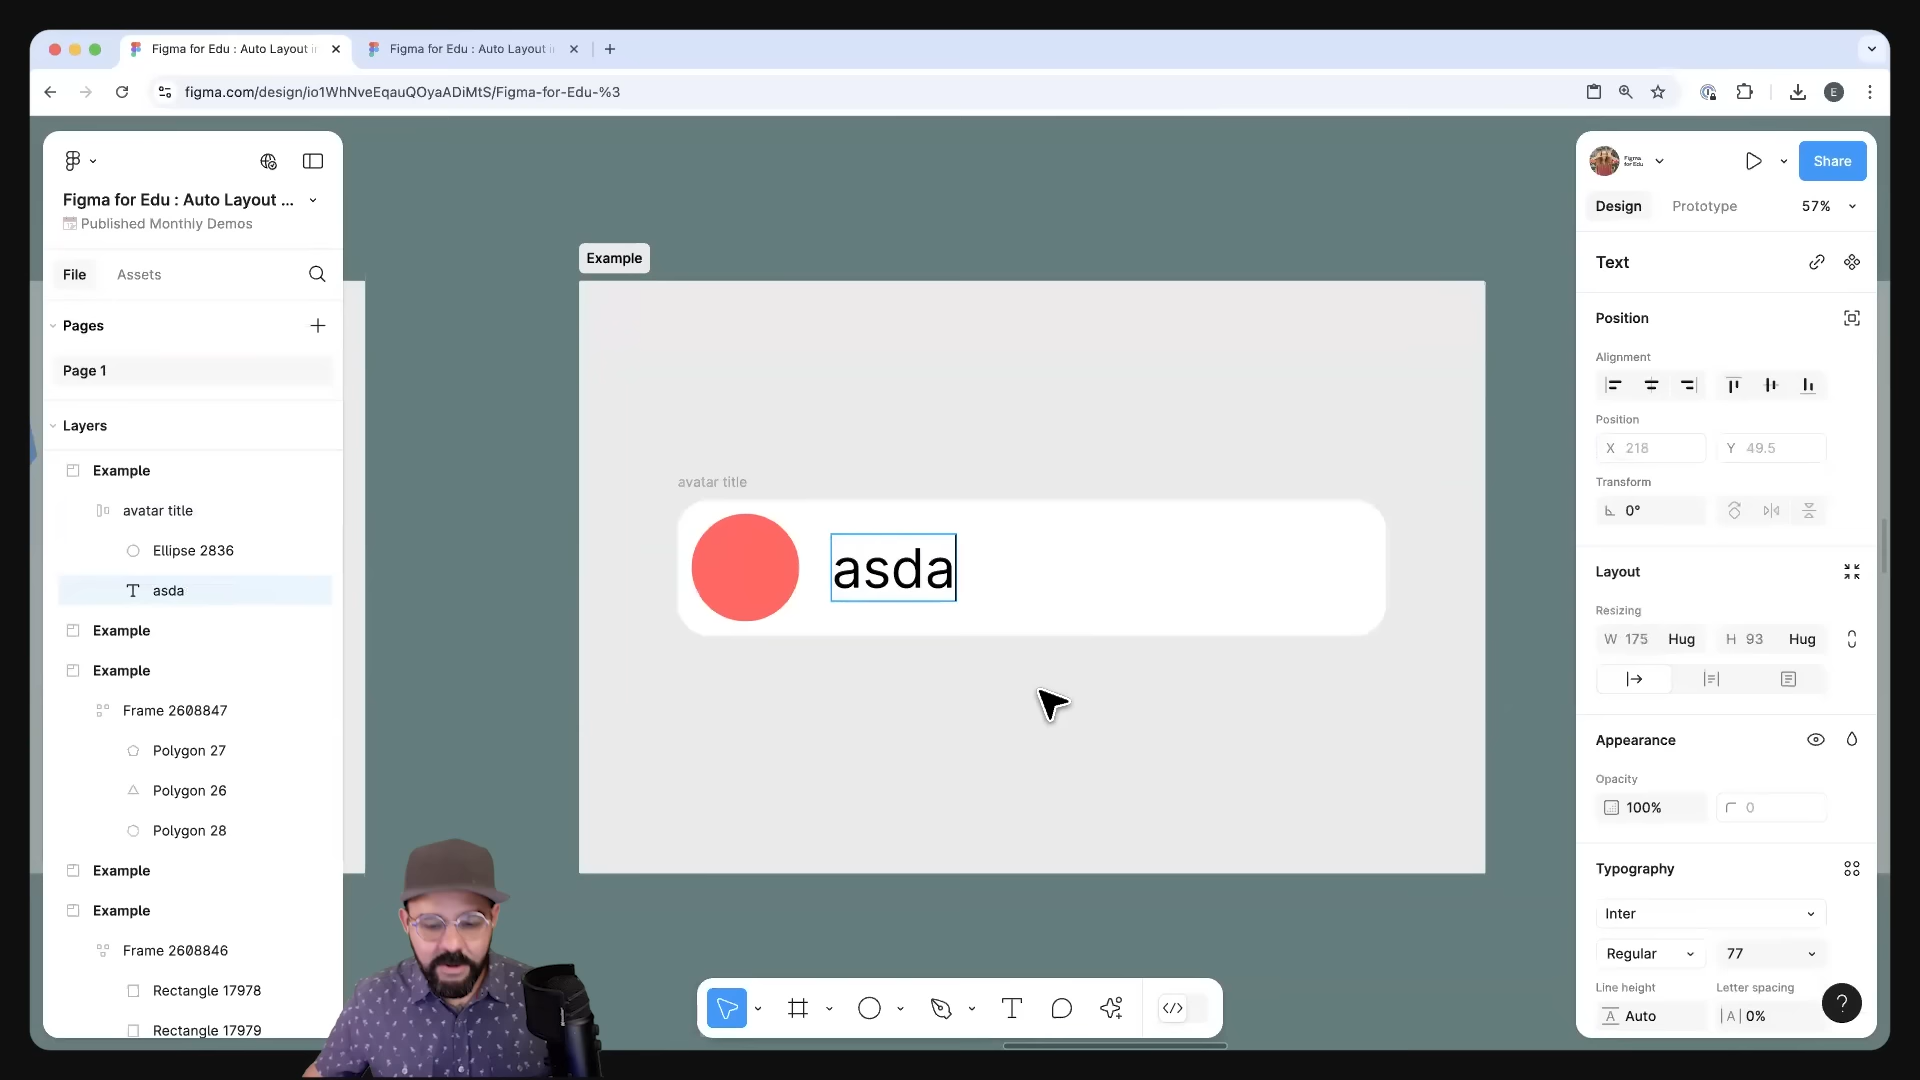 Figma for Edu : Auto Layout i
Figma for Edu : Auto Layout i
figma.com/design/io1WhNveEqauQOyaADiMtS/Figma-for-Edu-%3
E
Figma for Edu : Auto Layout ...
Published Monthly Demos
File
Assets
Pages
Page 1
Layers
Example
avatar title
Ellipse 2836
asda
Example
Example
Frame 2608847
Polygon 27
Polygon 26
Polygon 28
Example
Example
Frame 2608846
Rectangle 17978
Rectangle 17979
Example
avatar title
asda
Figma for Edu
Share
Design
Prototype
57%
Text
Position
Alignment
Position
X 218
Y 49.5
Transform
0°
Layout
Resizing
W 175 Hug
H 93 Hug
Appearance
Opacity
100%
0
Typography
Inter
Regular
77
Line height
Letter spacing
A Auto
|A| 0%
?